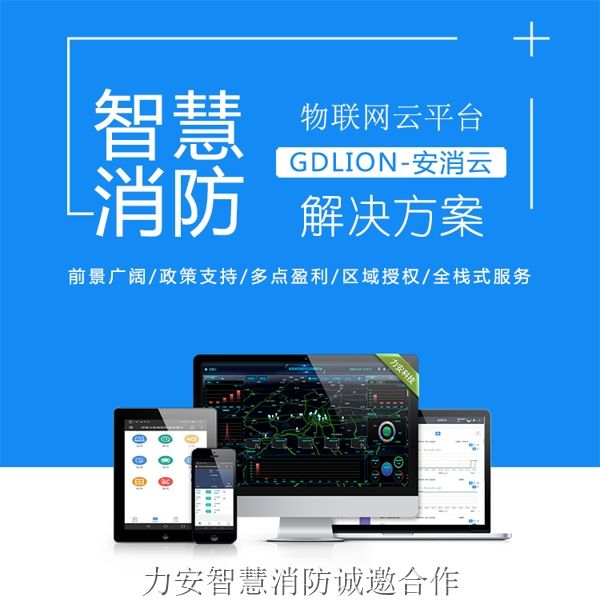 智慧
消防
物联网云平台
GDLION-安消云
解决方案
前景广阔/政策支持/多点盈利/区域授权/全栈式服务
力安科技
力安智慧消防诚邀合作